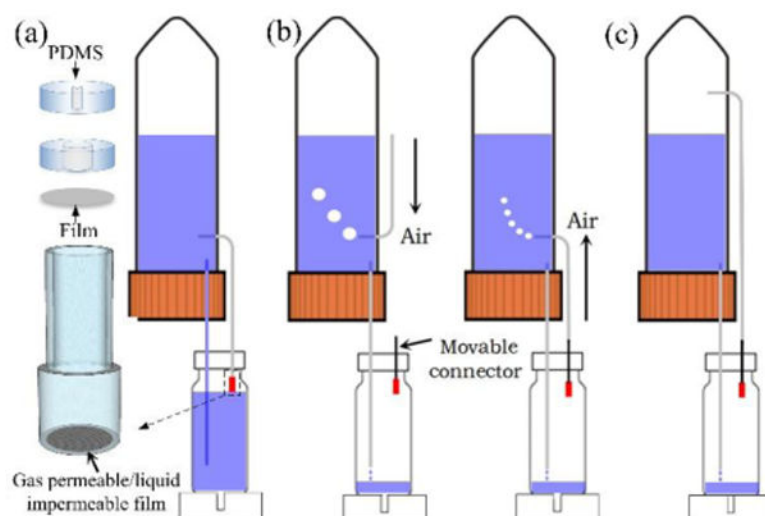 (a)
PDMS
Film
Gas permeable/liquid
impermeable film
(b)
Air
Movable
connector
Air
(c)